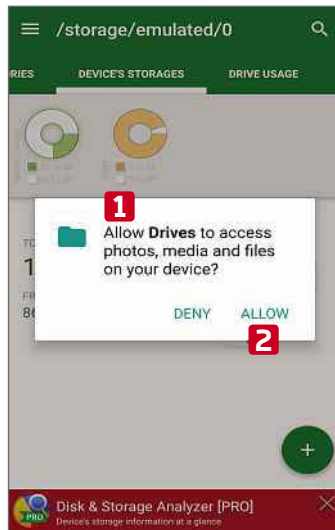 /storage/emulated/0
RIES DEVICE'S STORAGES DRIVE USAGE
1
Allow Drives to access
photos, media and files
on your device?
DENY ALLOW
2
+
Disk & Storage Analyzer [PRO]
Device's storage information at a glance
PRO